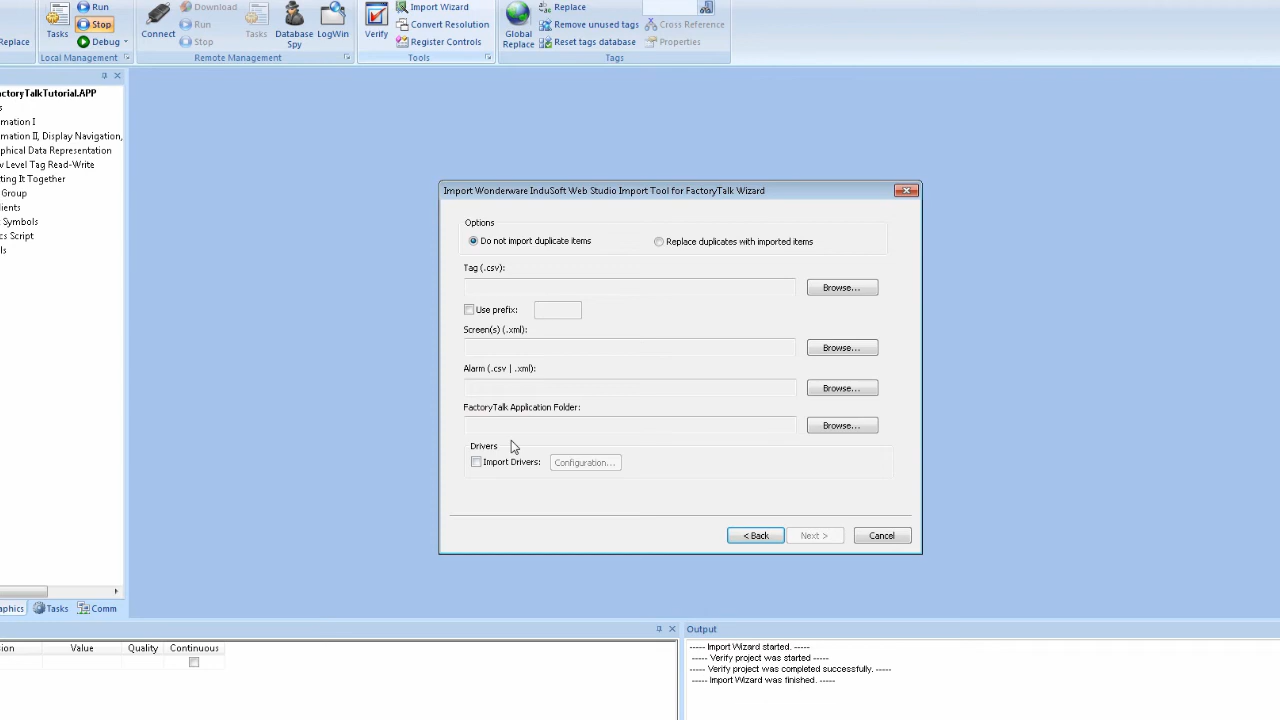 Run
Download
Import Wizard
Replace
Stop
Run
Convert Resolution
Remove unused tags
Cross Reference
Replace
Tasks
Debug
Connect
Stop
Tasks
Database Spy
LogWin
Verify
Register Controls
Global Replace
Reset tags database
Properties
Local Management
Remote Management
Tools
Tags
actoryTalkTutorial.APP
s
mation I
mation II, Display Navigation,
phical Data Representation
v Level Tag Read-Write
ting It Together
Group
lients
Symbols
cs Script
ls
aphics
Tasks
Comm
Import Wonderware InduSoft Web Studio Import Tool for FactoryTalk Wizard
Options
Do not import duplicate items
Replace duplicates with imported items
Tag (.csv):
Browse...
Use prefix:
Screen(s) (.xml):
Browse...
Alarm (.csv | .xml):
Browse...
FactoryTalk Application Folder:
Browse...
Drivers
Import Drivers:
Configuration...
< Back
Next >
Cancel
sion
Value
Quality
Continuous
Output
----- Import Wizard started. -----
----- Verify project was started -----
----- Verify project was completed successfully. -----
----- Import Wizard was finished. -----